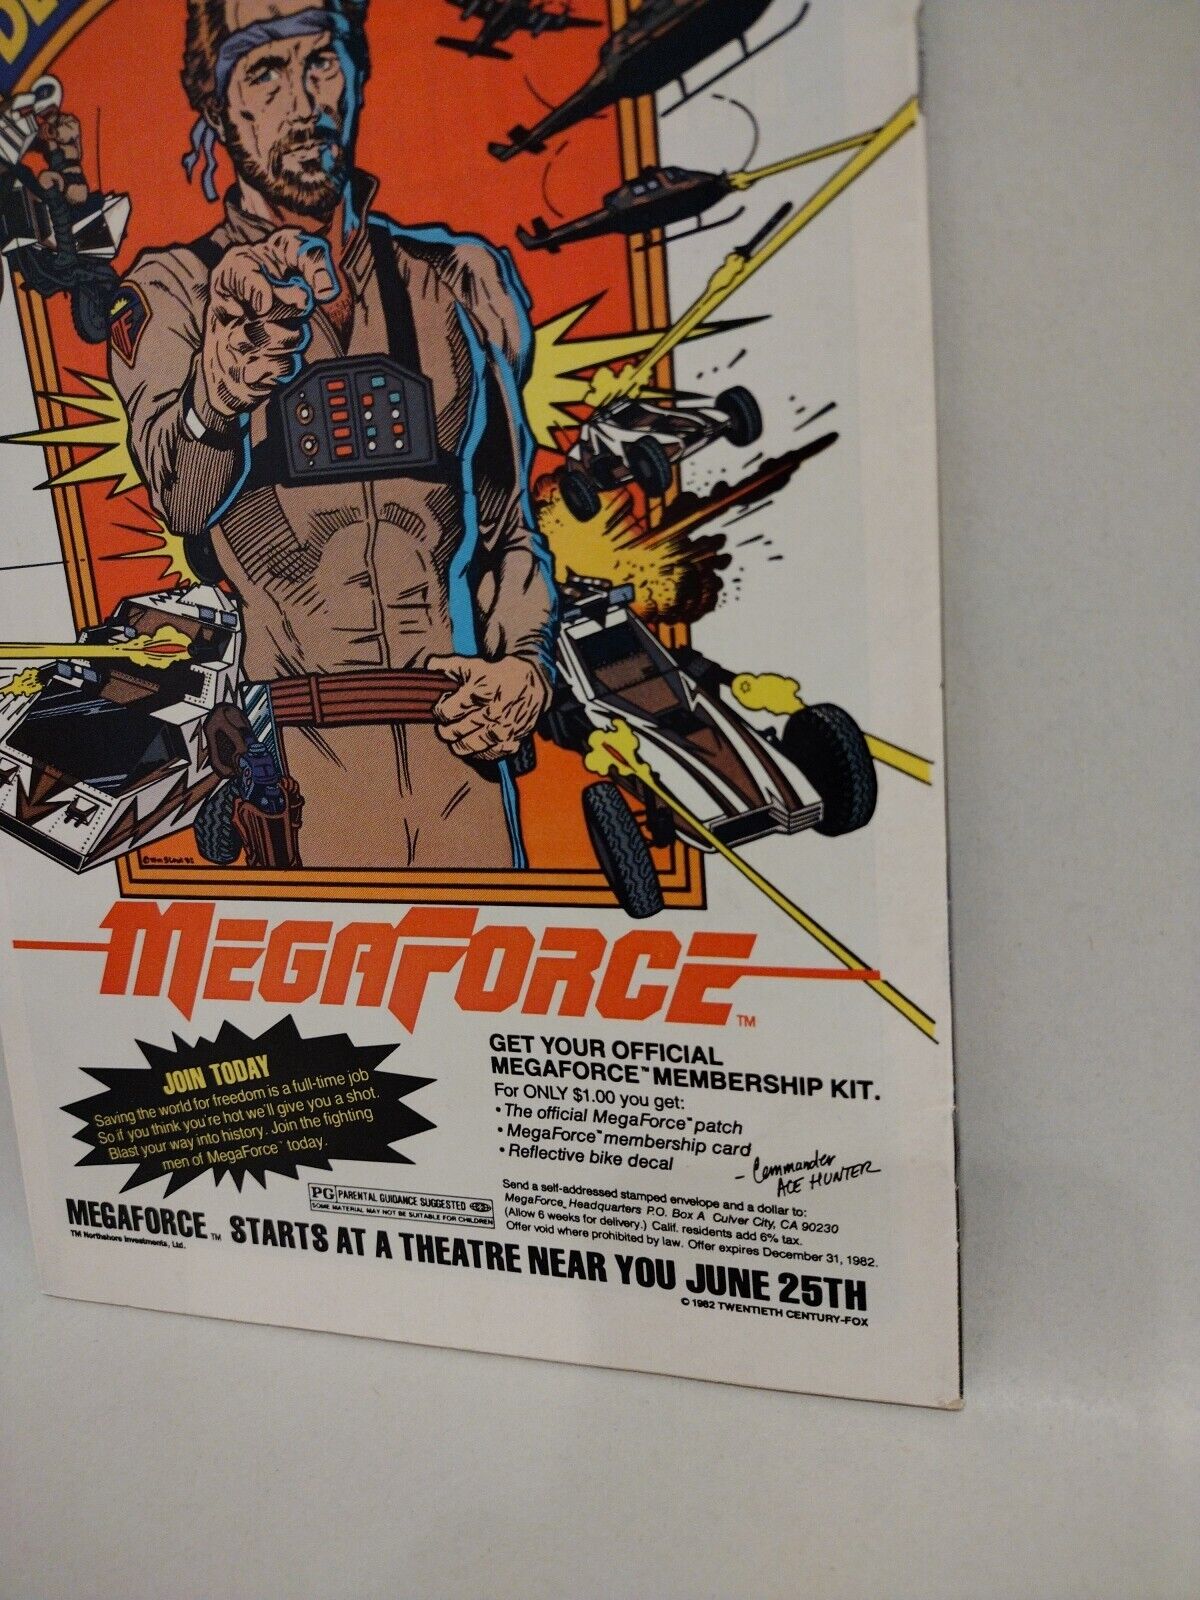 MEGAFORCE™
JOIN TODAY
Saving the world for freedom is a full-time job
So if you think you're hot we'll give you a shot.
Blast your way into history. Join the fighting
men of MegaForce™ today.
GET YOUR OFFICIAL
MEGAFORCE™ MEMBERSHIP KIT.
For ONLY $1.00 you get:
• The official MegaForce™ patch
• MegaForce™ membership card
• Reflective bike decal
- Commander
ACE HUNTER
Send a self-addressed stamped envelope and a dollar to:
MegaForce Headquarters P.O. Box A Culver City, CA 90230
(Allow 6 weeks for delivery.) Calif. residents add 6% tax.
Offer void where prohibited by law. Offer expires December 31, 1982.
PG PARENTAL GUIDANCE SUGGESTED
SOME MATERIAL MAY NOT BE SUITABLE FOR CHILDREN
MEGAFORCE™ STARTS AT A THEATRE NEAR YOU JUNE 25TH
TM Northshore Investments, Ltd.
© 1982 TWENTIETH CENTURY-FOX